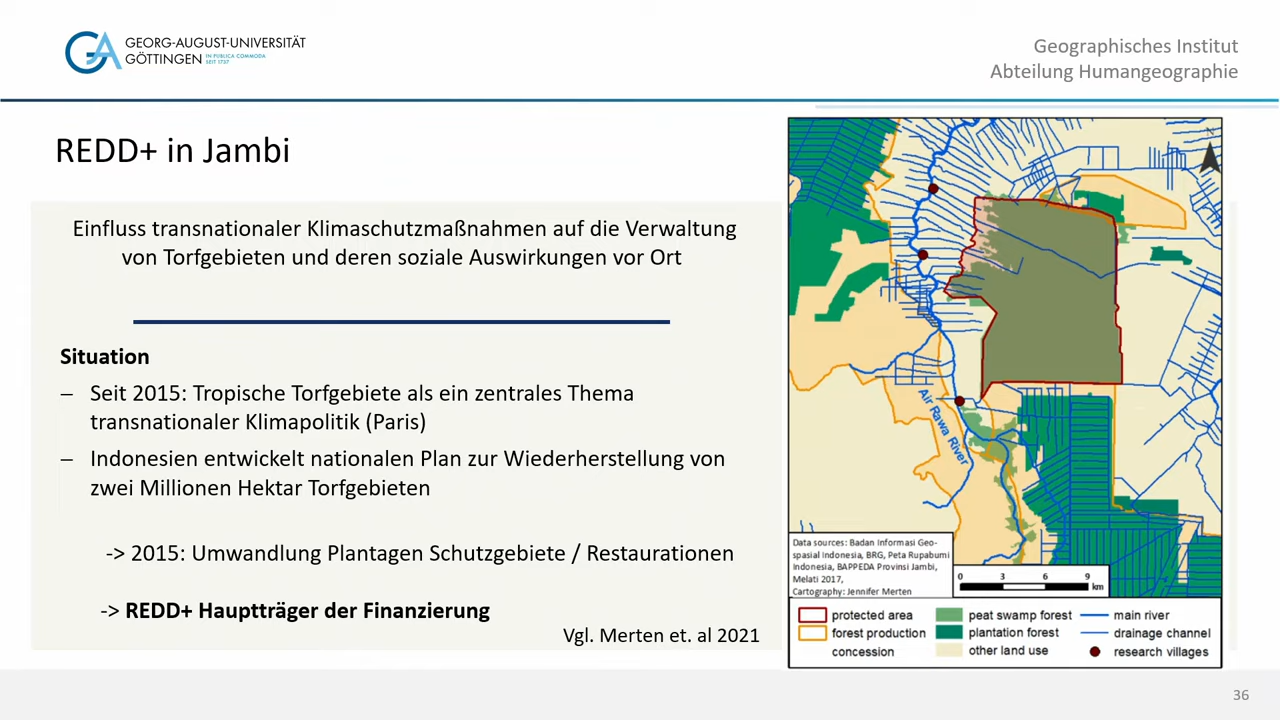 GEORG-AUGUST-UNIVERSITÄT
GÖTTINGEN IN PUBLICA COMMODA
SEIT 1737
Geographisches Institut
Abteilung Humangeographie
REDD+ in Jambi
Einfluss transnationaler Klimaschutzmaßnahmen auf die Verwaltung
von Torfgebieten und deren soziale Auswirkungen vor Ort
Situation
– Seit 2015: Tropische Torfgebiete als ein zentrales Thema
transnationaler Klimapolitik (Paris)
– Indonesien entwickelt nationalen Plan zur Wiederherstellung von
zwei Millionen Hektar Torfgebieten
-> 2015: Umwandlung Plantagen Schutzgebiete / Restaurationen
-> REDD+ Hauptträger der Finanzierung
Vgl. Merten et. al 2021
N
Air Rawa River
Data sources: Badan Informasi Geo-
spasial Indonesia, BRG, Peta Rupabumi
Indonesia, BAPPEDA Provinsi Jambi,
Melati 2017,
Cartography: Jennifer Merten
0 3 6 9
km
protected area
forest production
concession
peat swamp forest
plantation forest
other land use
main river
drainage channel
research villages
36